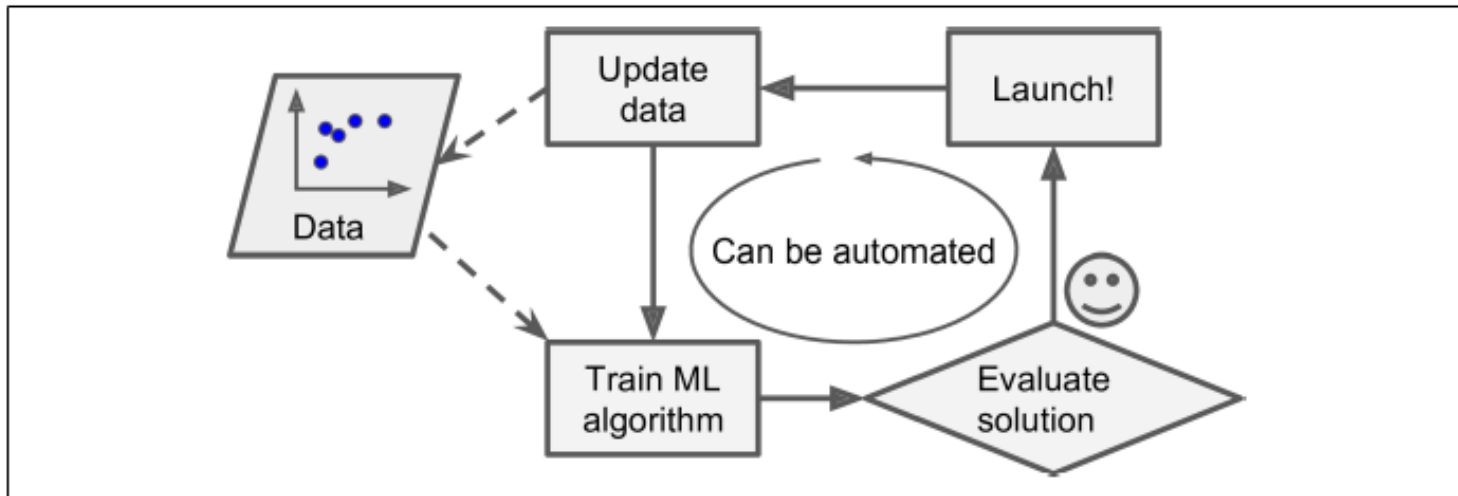 Update
data
Launch!
Data
Can be automated
Train ML
algorithm
Evaluate
solution